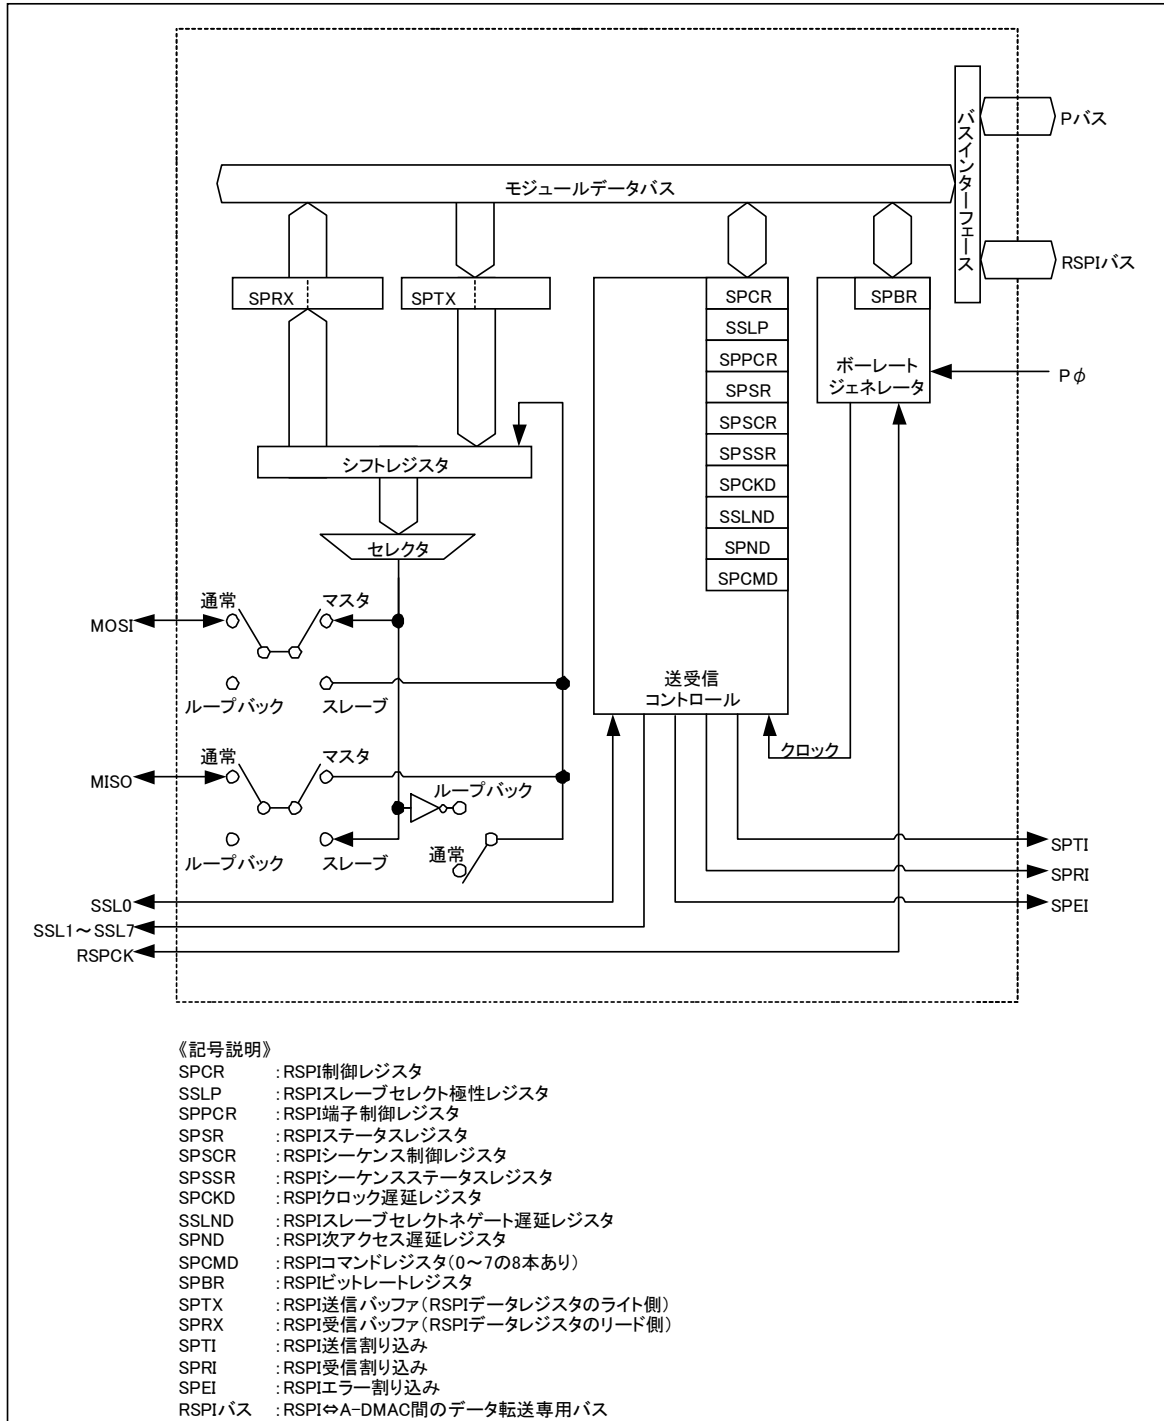 Pバス
バスインターフェース
モジュールデータバス
RSPIバス
SPRX
SPTX
SPCR
SPBR
SSLP
SPPCR
ボーレート
ジェネレータ
Pφ
SPSR
SPSCR
シフトレジスタ
SPSSR
SPCKD
SSLND
セレクタ
SPND
SPCMD
通常
マスタ
MOSI
ループバック
スレーブ
送受信
コントロール
クロック
通常
マスタ
MISO
ループバック
ループバック
スレーブ
通常
SPTI
SPRI
SSL0
SPEI
SSL1~SSL7
RSPCK
《記号説明》
SPCR :RSPI制御レジスタ
SSLP :RSPIスレーブセレクト極性レジスタ
SPPCR :RSPI端子制御レジスタ
SPSR :RSPIステータスレジスタ
SPSCR :RSPIシーケンス制御レジスタ
SPSSR :RSPIシーケンスステータスレジスタ
SPCKD :RSPIクロック遅延レジスタ
SSLND :RSPIスレーブセレクトネゲート遅延レジスタ
SPND :RSPI次アクセス遅延レジスタ
SPCMD :RSPIコマンドレジスタ(0~7の8本あり)
SPBR :RSPIビットレートレジスタ
SPTX :RSPI送信バッファ(RSPIデータレジスタのライト側)
SPRX :RSPI受信バッファ(RSPIデータレジスタのリード側)
SPTI :RSPI送信割り込み
SPRI :RSPI受信割り込み
SPEI :RSPIエラー割り込み
RSPIバス :RSPI⇔A-DMAC間のデータ転送専用バス